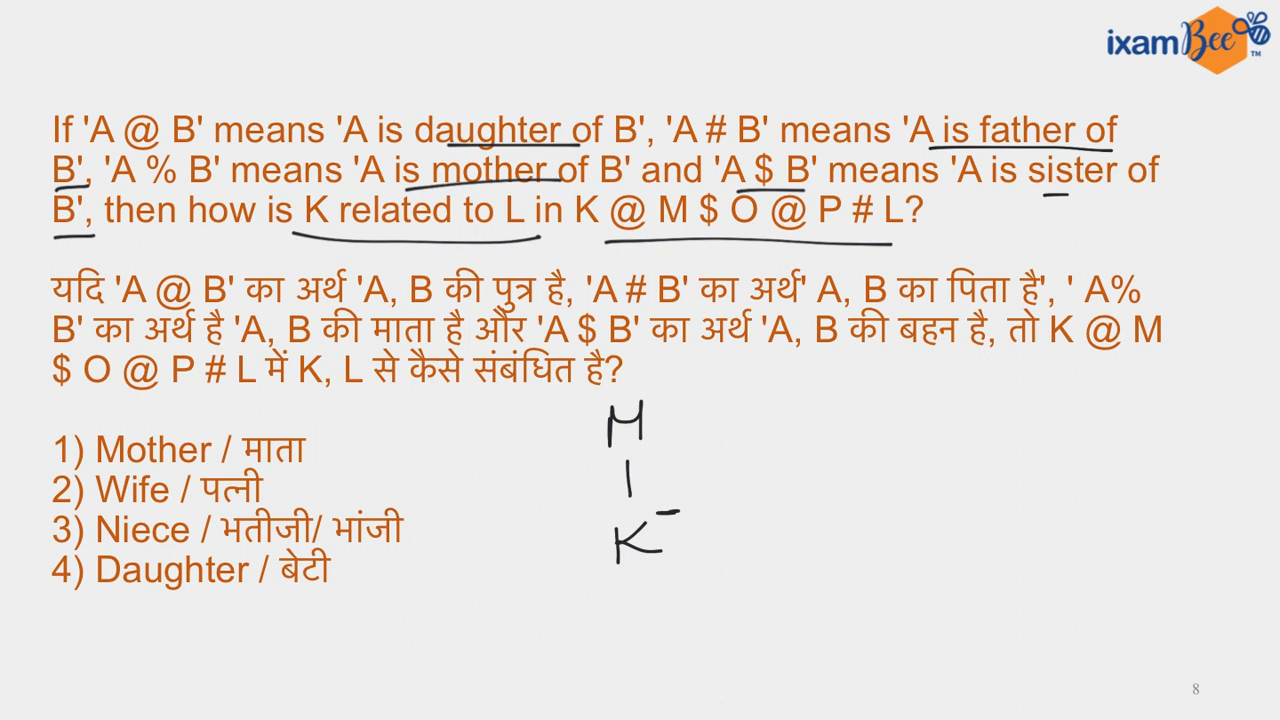 ixamBee™
If 'A @ B' means 'A is daughter of B', 'A # B' means 'A is father of
B', 'A % B' means 'A is mother of B' and 'A $ B' means 'A is sister of
B', then how is K related to L in K @ M $ O @ P # L?
यदि 'A @ B' का अर्थ 'A, B की पुत्र है, 'A # B' का अर्थ' A, B का पिता है', ' A%
B' का अर्थ है 'A, B की माता है और 'A $ B' का अर्थ 'A, B की बहन है, तो K @ M
$ O @ P # L में K, L से कैसे संबंधित है?
1) Mother / माता
2) Wife / पत्नी
3) Niece / भतीजी/ भांजी
4) Daughter / बेटी
M
K
8